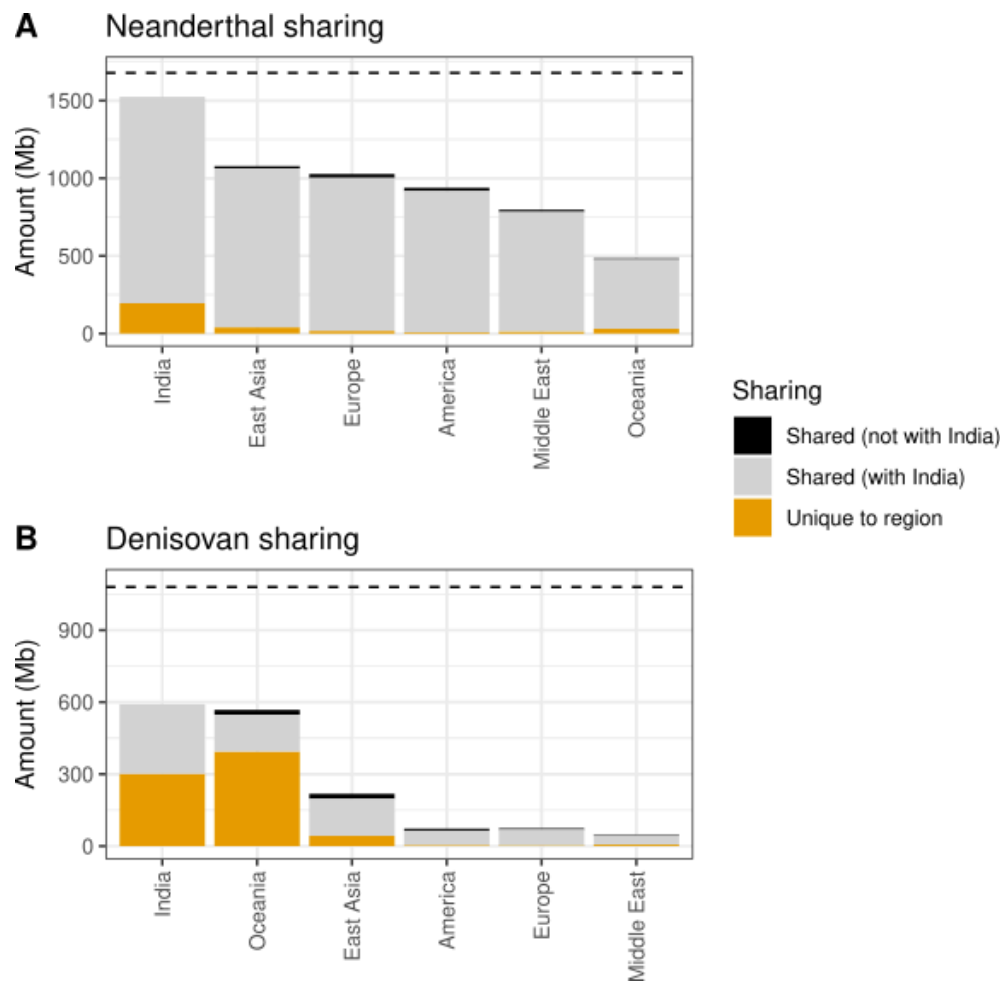 A Neanderthal sharing
Amount (Mb)
1500
1000
500
0
India
East Asia
Europe
America
Middle East
Oceania
Sharing
Shared (not with India)
Shared (with India)
Unique to region
B Denisovan sharing
Amount (Mb)
900
600
300
0
India
Oceania
East Asia
America
Europe
Middle East